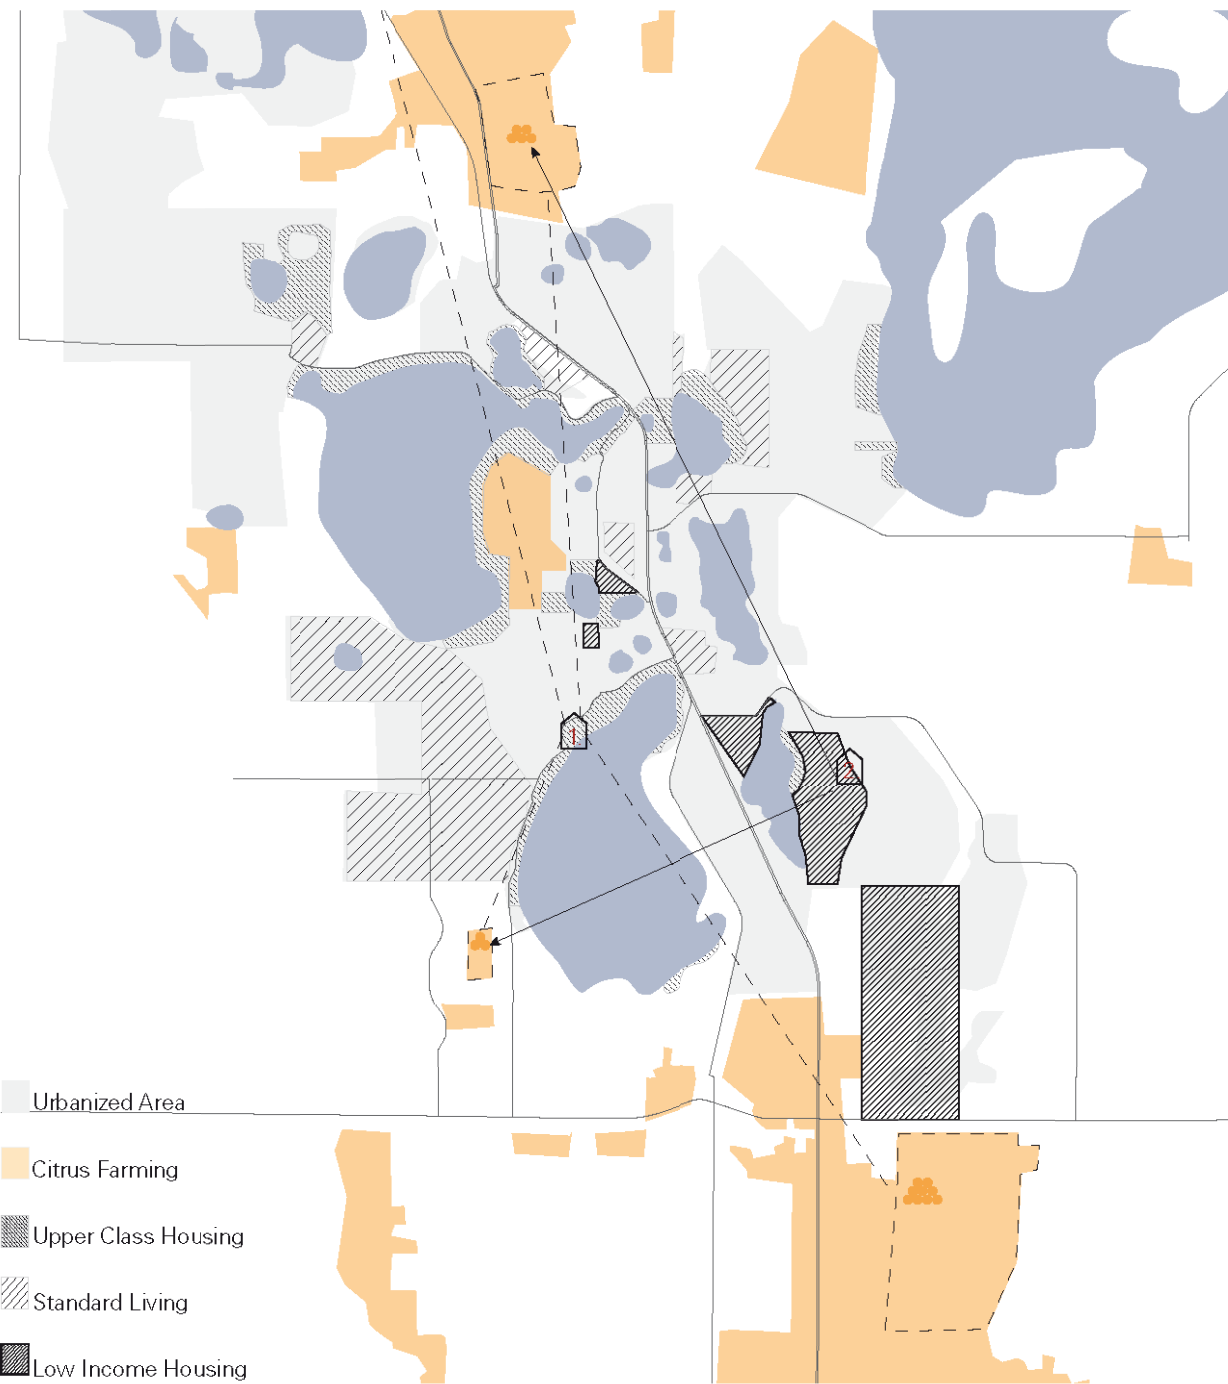 1
2
Urbanized Area
Citrus Farming
Upper Class Housing
Standard Living
Low Income Housing